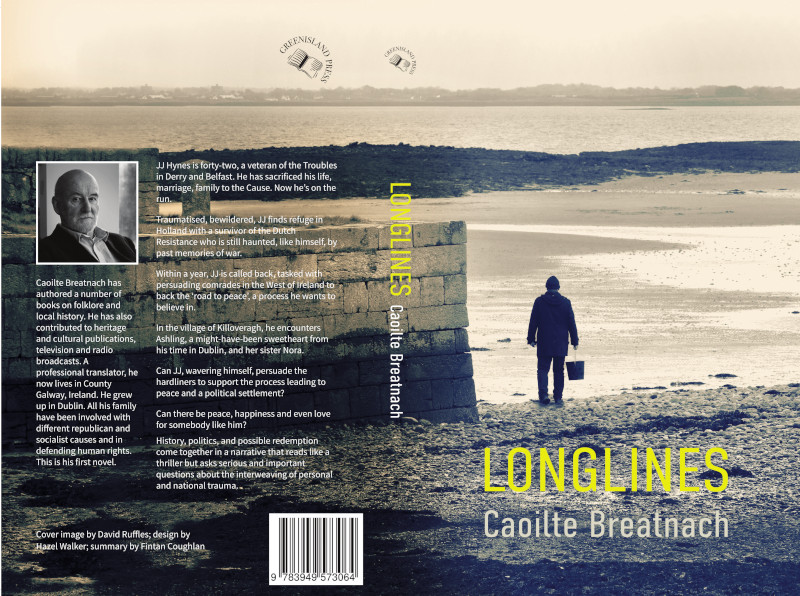 GREENISLAND PRESS
GREENISLAND PRESS
JJ Hynes is forty-two, a veteran of the Troubles
in Derry and Belfast. He has sacrificed his life,
marriage, family to the Cause. Now he's on the
run.
Traumatised, bewildered, JJ finds refuge in
Holland with a survivor of the Dutch
Resistance who is still haunted, like himself, by
past memories of war.
Within a year, JJ is called back, tasked with
persuading comrades in the West of Ireland to
back the 'road to peace', a process he wants to
believe in.
In the village of Killoveragh, he encounters
Ashling, a might-have-been sweetheart from
his time in Dublin, and her sister Nora.
Can JJ, wavering himself, persuade the
hardliners to support the process leading to
peace and a political settlement?
Can there be peace, happiness and even love
for somebody like him?
History, politics, and possible redemption
come together in a narrative that reads like a
thriller but asks serious and important
questions about the interweaving of personal
and national trauma.
Caoilte Breatnach has
authored a number of
books on folklore and
local history. He has also
contributed to heritage
and cultural publications,
television and radio
broadcasts. A
professional translator, he
now lives in County
Galway, Ireland. He grew
up in Dublin. All his family
have been involved with
different republican and
socialist causes and in
defending human rights.
This is his first novel.
Cover image by David Ruffles; design by
Hazel Walker; summary by Fintan Coughlan
9 783949 573064
LONGLINES Caoilte Breatnach
LONGLINES
Caoilte Breatnach